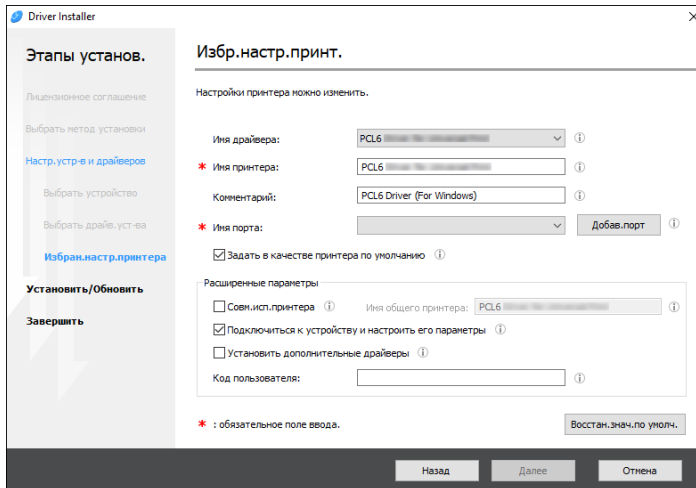 Driver Installer
Этапы установ.
Избр.настр.принт.
Лицензионное соглашение
Выбрать метод установки
Настр.устр-в и драйверов
Выбрать устройство
Выбрать драйв.уст-ва
Избран.настр.принтера
Установить/Обновить
Завершить
Настройки принтера можно изменить.
Имя драйвера: PCL6
* Имя принтера: PCL6
Комментарий: PCL6 Driver (For Windows)
* Имя порта: Добав.порт
Задать в качестве принтера по умолчанию
Расширенные параметры
Совм.исп.принтера Имя общего принтера: PCL6
Подключиться к устройству и настроить его параметры
Установить дополнительные драйверы
Код пользователя:
* : обязательное поле ввода. Восстан.знач.по умолч.
Назад Далее Отмена